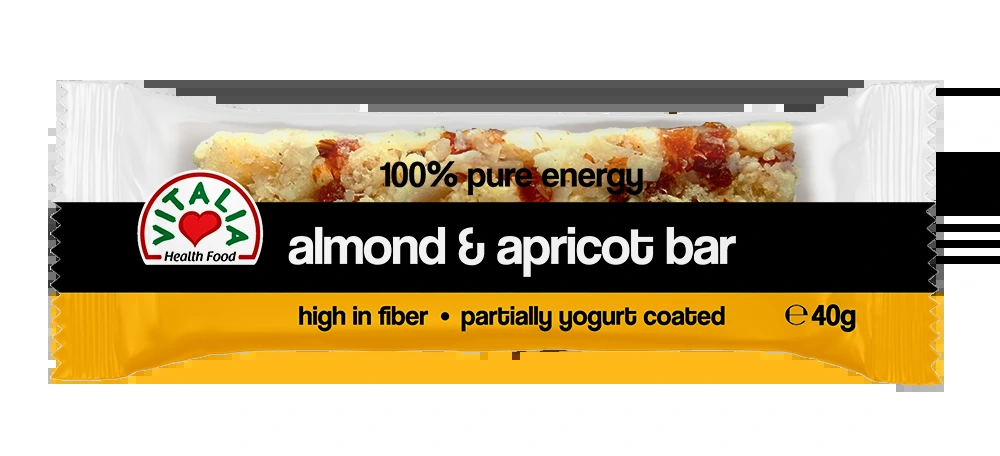 100% pure energy
VITALIA
Health Food
almond & apricot bar
high in fiber • partially yogurt coated
℮ 40g